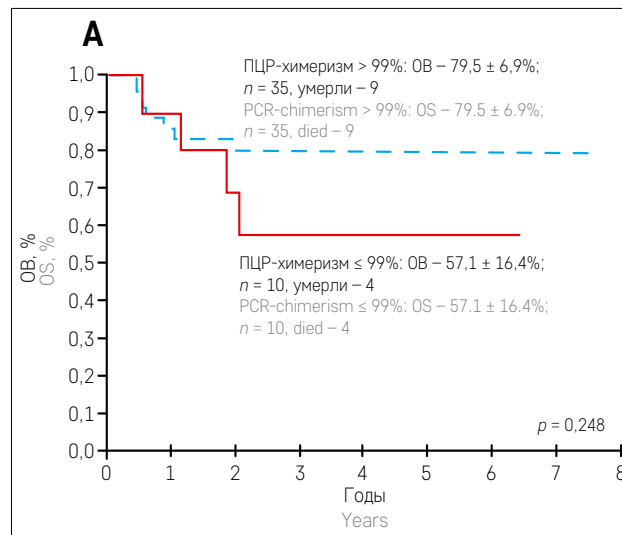 A
ПЦР-химеризм > 99%: ОВ – 79,5 ± 6,9%;
n = 35, умерли – 9
PCR-chimerism > 99%: OS – 79.5 ± 6.9%;
n = 35, died – 9
1,0
0,9
0,8
0,7
0,6
0,5
0,4
0,3
0,2
0,1
0,0
ОВ, %
OS, %
ПЦР-химеризм ≤ 99%: ОВ – 57,1 ± 16,4%;
n = 10, умерли – 4
PCR-chimerism ≤ 99%: OS – 57.1 ± 16.4%;
n = 10, died – 4
p = 0,248
0 1 2 3 4 5 6 7 8
Годы
Years